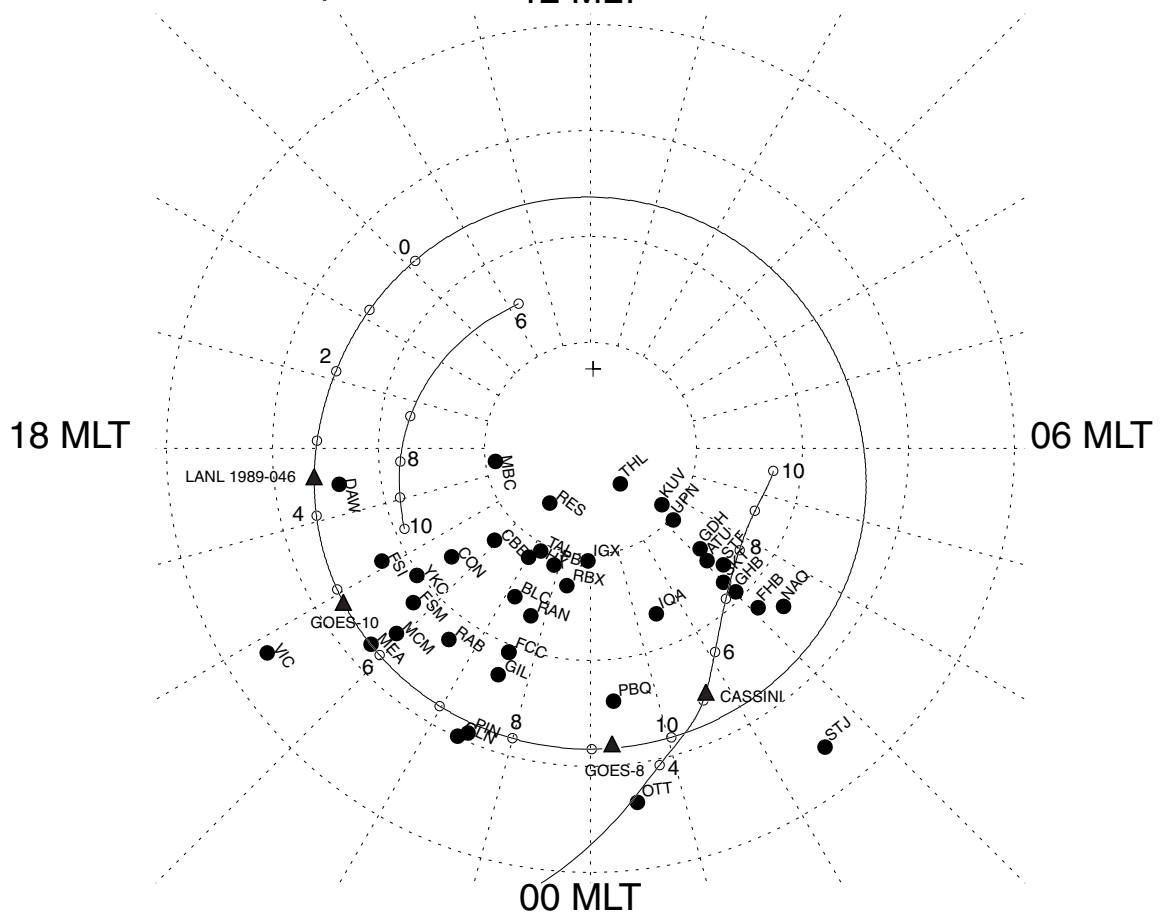 12 MLT
0
6
2
18 MLT
06 MLT
8
MBC
THL
10
LANL 1989-046
DAW
KUV
RES
UPN
4
10
GDH
ATU
STF
8
CBB
IGX
SKT
FSI
CON
GHB
YKC
RBX
FHB
NAQ
BLC
IQA
FSM
RAN
GOES-10
MCM
RAB
MEA
FCC
6
VIC
6
GIL
PBQ
CASSINI
PIN
8
10
STJ
GOES-8
4
OTT
00 MLT